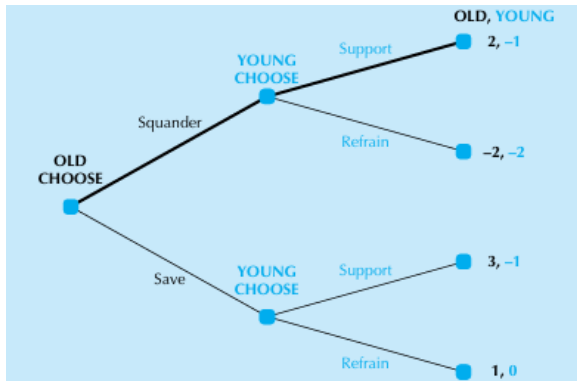 OLD, YOUNG
Support
2, –1
YOUNG
CHOOSE
Squander
Refrain
–2, –2
OLD
CHOOSE
Save
YOUNG
CHOOSE
Support
3, –1
Refrain
1, 0